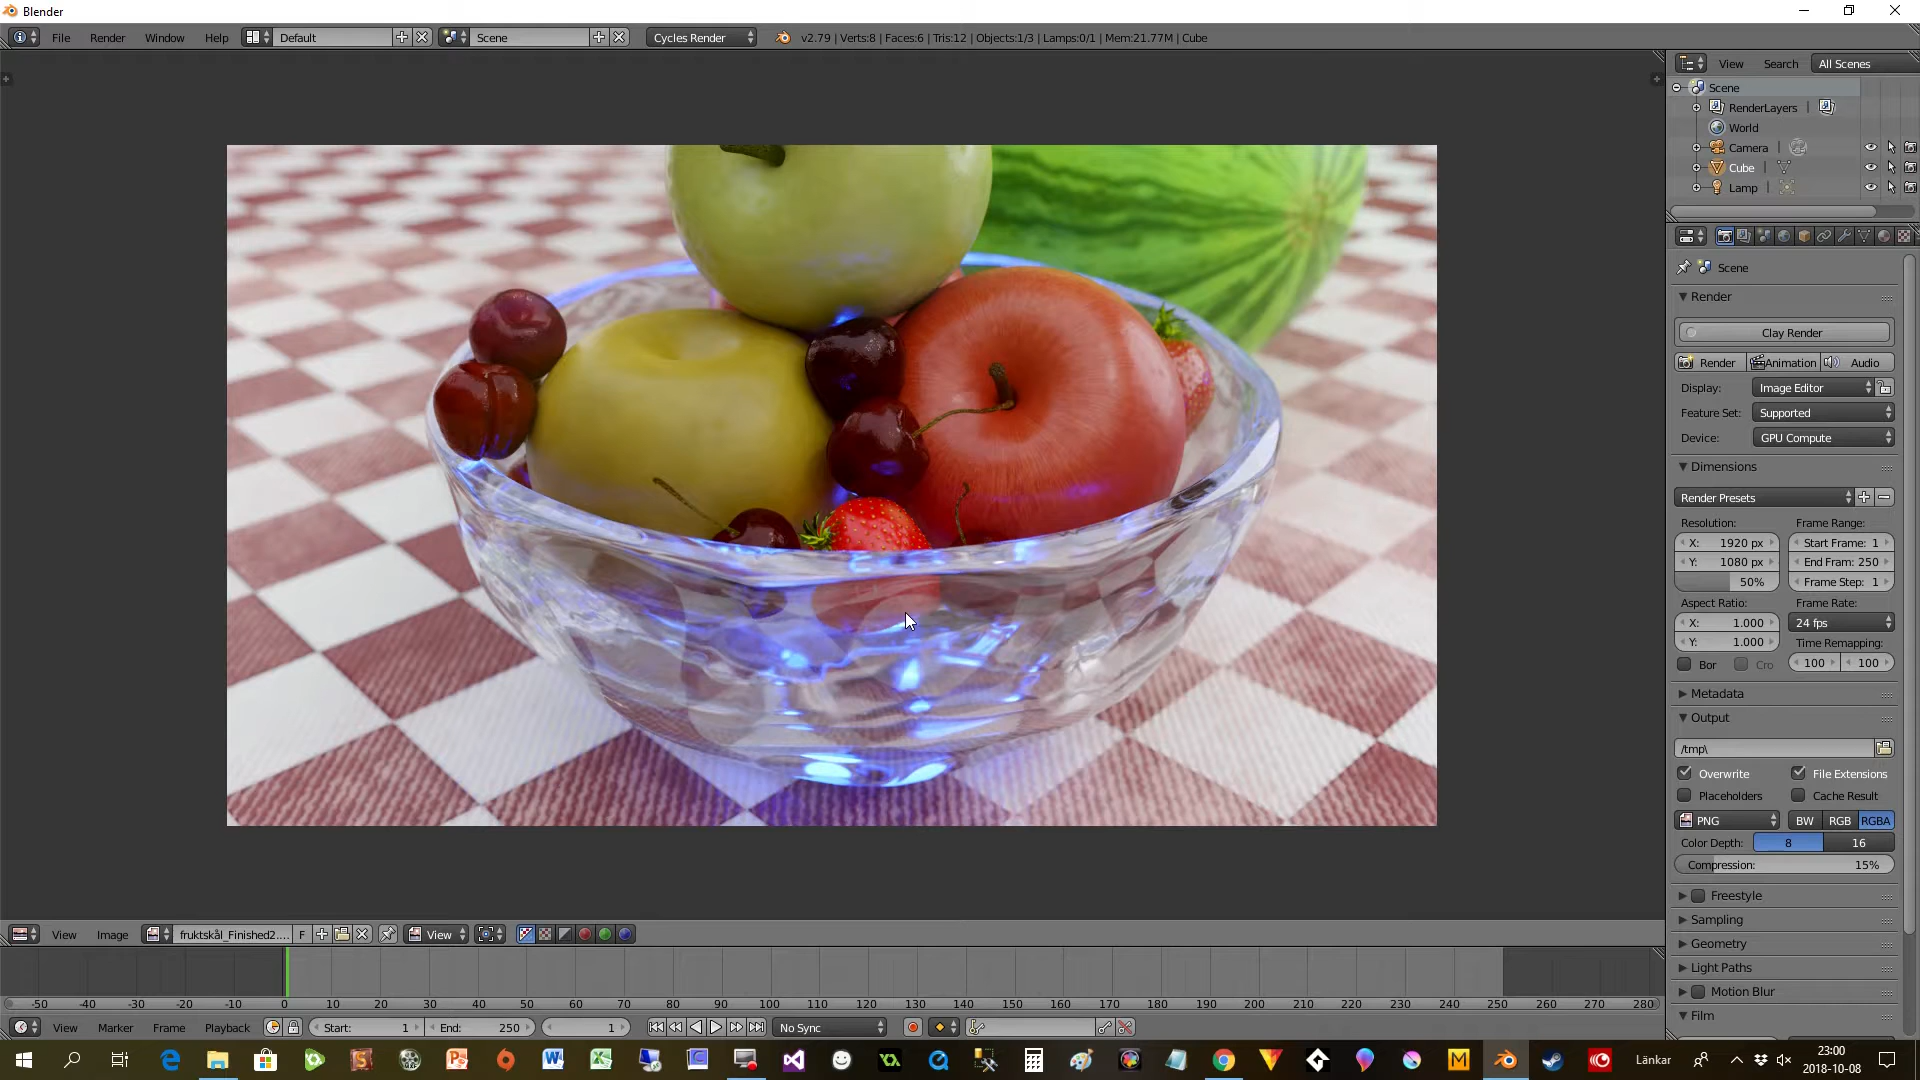 Blender
File Render Window Help Default Scene Cycles Render v2.79 | Verts:8 | Faces:6 | Tris:12 | Objects:1/3 | Lamps:0/1 | Mem:21.77M | Cube
View Search All Scenes
Scene
RenderLayers |
World
Camera |
Cube |
Lamp |
Scene
Render
Clay Render
Render Animation Audio
Display: Image Editor
Feature Set: Supported
Device: GPU Compute
Dimensions
Render Presets
Resolution: Frame Range:
X: 1920 px Start Frame: 1
Y: 1080 px End Fram: 250
50% Frame Step: 1
Aspect Ratio: Frame Rate:
X: 1.000 24 fps
Y: 1.000 Time Remapping:
Bor Cro 100 100
Metadata
Output
/tmp\
Overwrite File Extensions
Placeholders Cache Result
PNG BW RGB RGBA
Color Depth: 8 16
Compression: 15%
Freestyle
Sampling
Geometry
Light Paths
Motion Blur
Film
View Image fruktskål_Finished2.... F View
-50 -40 -30 -20 -10 0 10 20 30 40 50 60 70 80 90 100 110 120 130 140 150 160 170 180 190 200 210 220 230 240 250 260 270 280
View Marker Frame Playback Start: 1 End: 250 1 No Sync
Länkar 23:00
2018-10-08